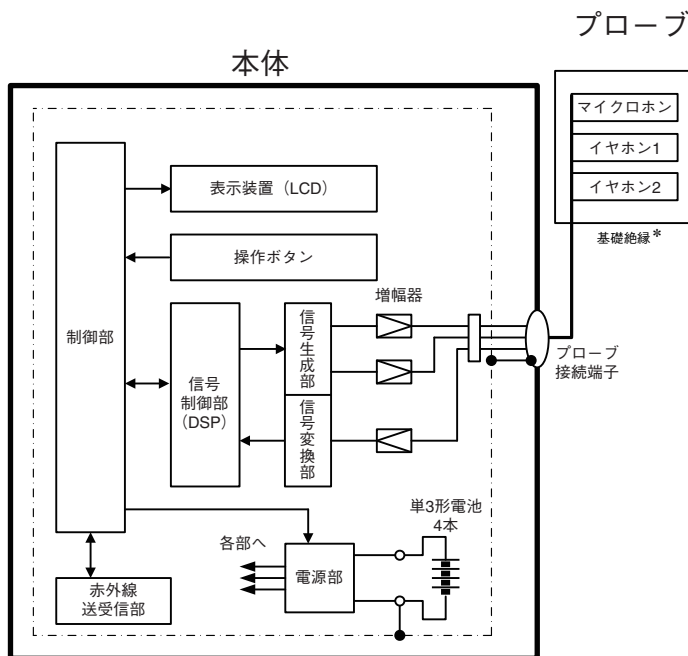 プローブ
本体
マイクロホン
イヤホン1
イヤホン2
基礎絶縁*
表示装置（LCD）
操作ボタン
増幅器
制御部
信号生成部
信号
制御部
(DSP)
信号変換部
プローブ
接続端子
単3形電池
4本
各部へ
電源部
赤外線
送受信部